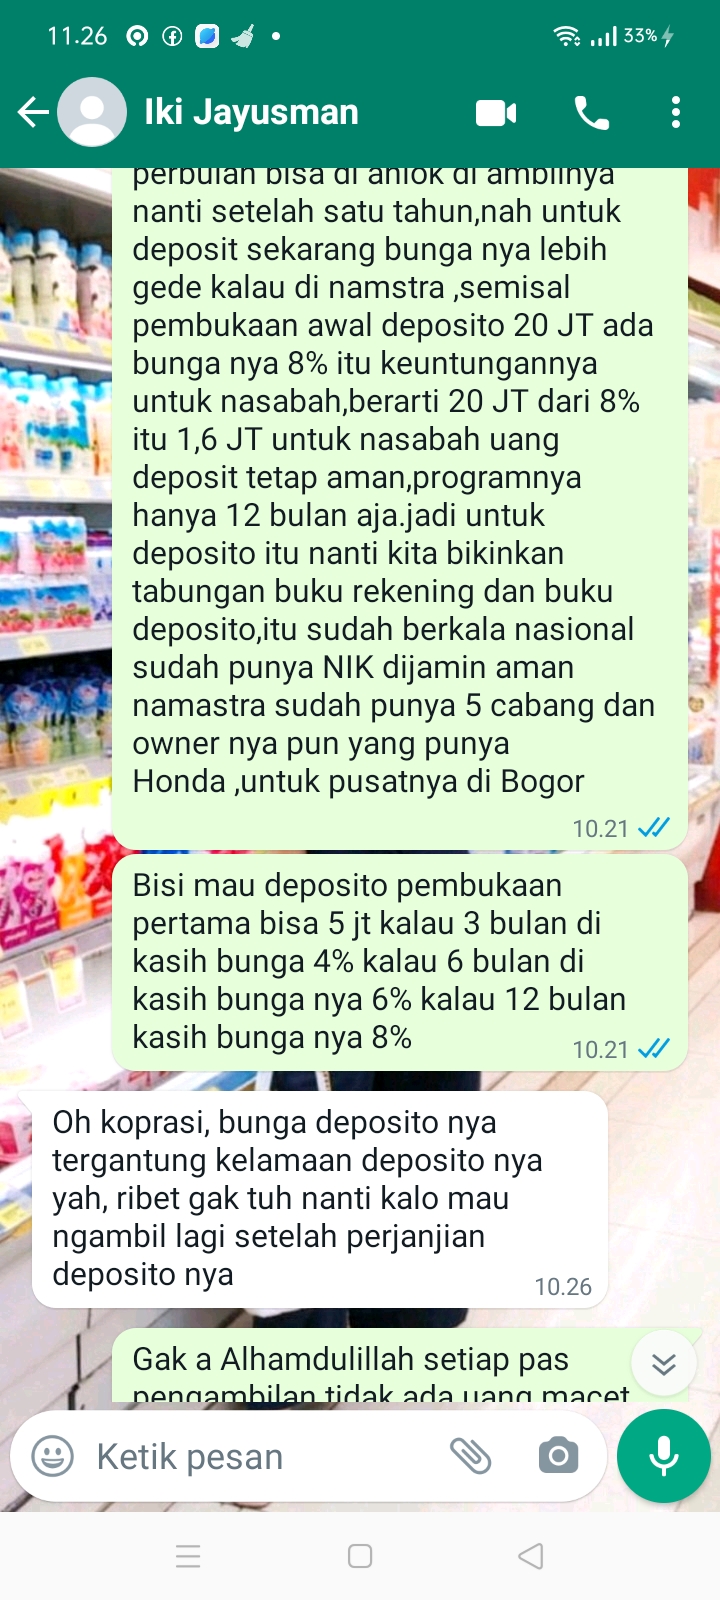 11.26
33%
Iki Jayusman
perbulan bisa di anlok di ambilnya
nanti setelah satu tahun,nah untuk
deposit sekarang bunga nya lebih
gede kalau di namstra ,semisal
pembukaan awal deposito 20 JT ada
bunga nya 8% itu keuntungannya
untuk nasabah,berarti 20 JT dari 8%
itu 1,6 JT untuk nasabah uang
deposit tetap aman,programnya
hanya 12 bulan aja.jadi untuk
deposito itu nanti kita bikinkan
tabungan buku rekening dan buku
deposito,itu sudah berkala nasional
sudah punya NIK dijamin aman
namastra sudah punya 5 cabang dan
owner nya pun yang punya
Honda ,untuk pusatnya di Bogor
10.21
Bisi mau deposito pembukaan
pertama bisa 5 jt kalau 3 bulan di
kasih bunga 4% kalau 6 bulan di
kasih bunga nya 6% kalau 12 bulan
kasih bunga nya 8%
10.21
Oh koprasi, bunga deposito nya
tergantung kelamaan deposito nya
yah, ribet gak tuh nanti kalo mau
ngambil lagi setelah perjanjian
deposito nya
10.26
Gak a Alhamdulillah setiap pas
pengambilan tidak ada uang macet
Ketik pesan